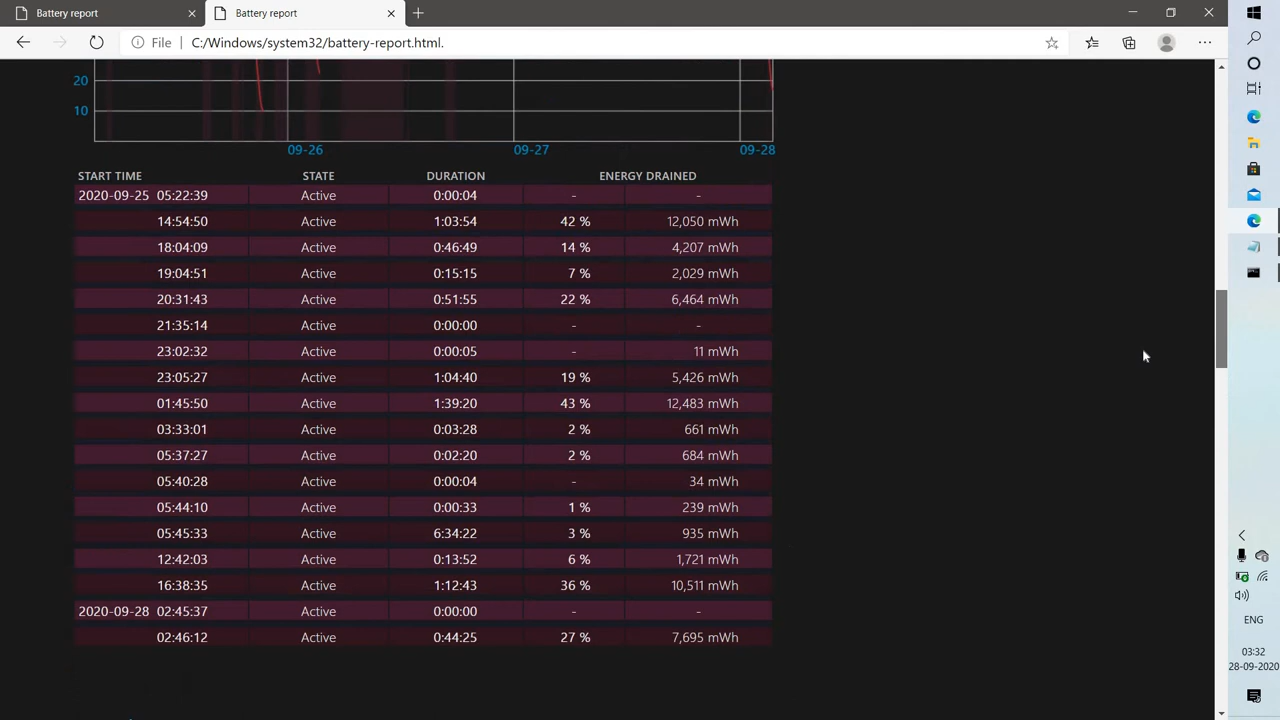 Battery report
Battery report
File C:/Windows/system32/battery-report.html.
20
10
09-26 09-27 09-28
START TIME STATE DURATION ENERGY DRAINED
2020-09-25 05:22:39 Active 0:00:04 - -
14:54:50 Active 1:03:54 42 % 12,050 mWh
18:04:09 Active 0:46:49 14 % 4,207 mWh
19:04:51 Active 0:15:15 7 % 2,029 mWh
20:31:43 Active 0:51:55 22 % 6,464 mWh
21:35:14 Active 0:00:00 - -
23:02:32 Active 0:00:05 - 11 mWh
23:05:27 Active 1:04:40 19 % 5,426 mWh
01:45:50 Active 1:39:20 43 % 12,483 mWh
03:33:01 Active 0:03:28 2 % 661 mWh
05:37:27 Active 0:02:20 2 % 684 mWh
05:40:28 Active 0:00:04 - 34 mWh
05:44:10 Active 0:00:33 1 % 239 mWh
05:45:33 Active 6:34:22 3 % 935 mWh
12:42:03 Active 0:13:52 6 % 1,721 mWh
16:38:35 Active 1:12:43 36 % 10,511 mWh
2020-09-28 02:45:37 Active 0:00:00 - -
02:46:12 Active 0:44:25 27 % 7,695 mWh
ENG
03:32
28-09-2020